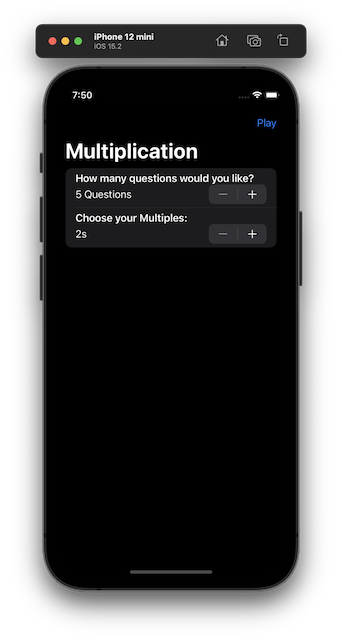 iPhone 12 mini
iOS 15.2
7:50
Play
Multiplication
How many questions would you like?
5 Questions
Choose your Multiples:
2s